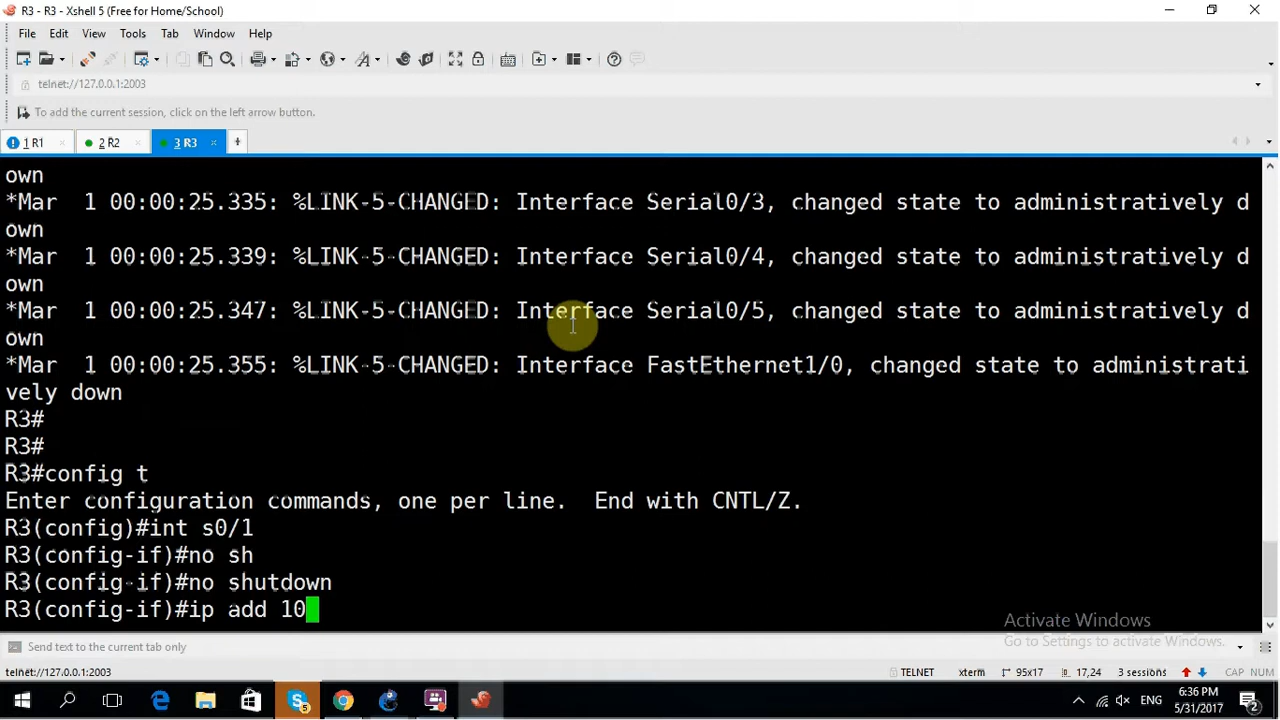 R3 - R3 - Xshell 5 (Free for Home/School)
File Edit View Tools Tab Window Help
telnet://127.0.0.1:2003
To add the current session, click on the left arrow button.
1 R1 2 R2 3 R3
own
*Mar  1 00:00:25.335: %LINK-5-CHANGED: Interface Serial0/3, changed state to administratively d
own
*Mar  1 00:00:25.339: %LINK-5-CHANGED: Interface Serial0/4, changed state to administratively d
own
*Mar  1 00:00:25.347: %LINK-5-CHANGED: Interface Serial0/5, changed state to administratively d
own
*Mar  1 00:00:25.355: %LINK-5-CHANGED: Interface FastEthernet1/0, changed state to administrati
vely down
R3#
R3#
R3#config t
Enter configuration commands, one per line.  End with CNTL/Z.
R3(config)#int s0/1
R3(config-if)#no sh
R3(config-if)#no shutdown
R3(config-if)#ip add 10
Activate Windows
Go to Settings to activate Windows.
Send text to the current tab only
telnet://127.0.0.1:2003 TELNET xterm 95x17 17,24 3 sessions CAP NUM
ENG 6:36 PM
5/31/2017 2